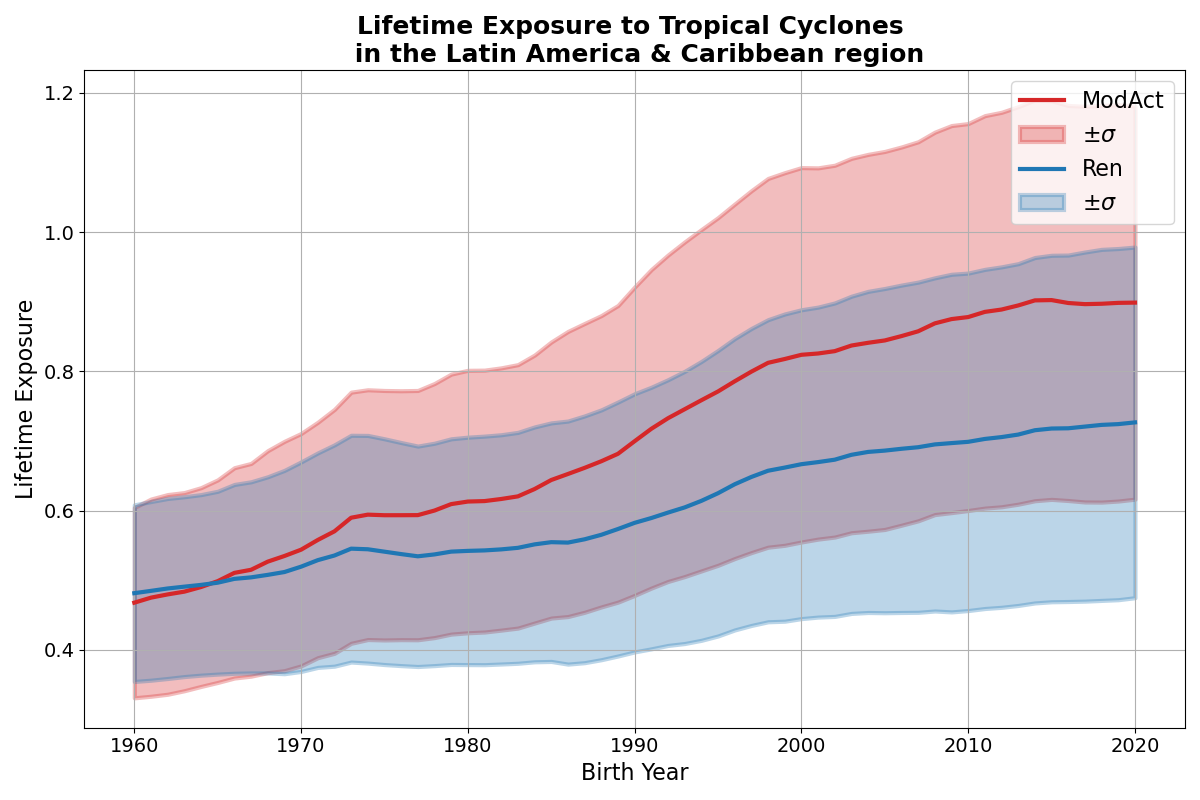 Lifetime Exposure to Tropical Cyclones
in the Latin America & Caribbean region
Lifetime Exposure
1.2
1.0
0.8
0.6
0.4
ModAct
±σ
Ren
±σ
1960 1970 1980 1990 2000 2010 2020
Birth Year